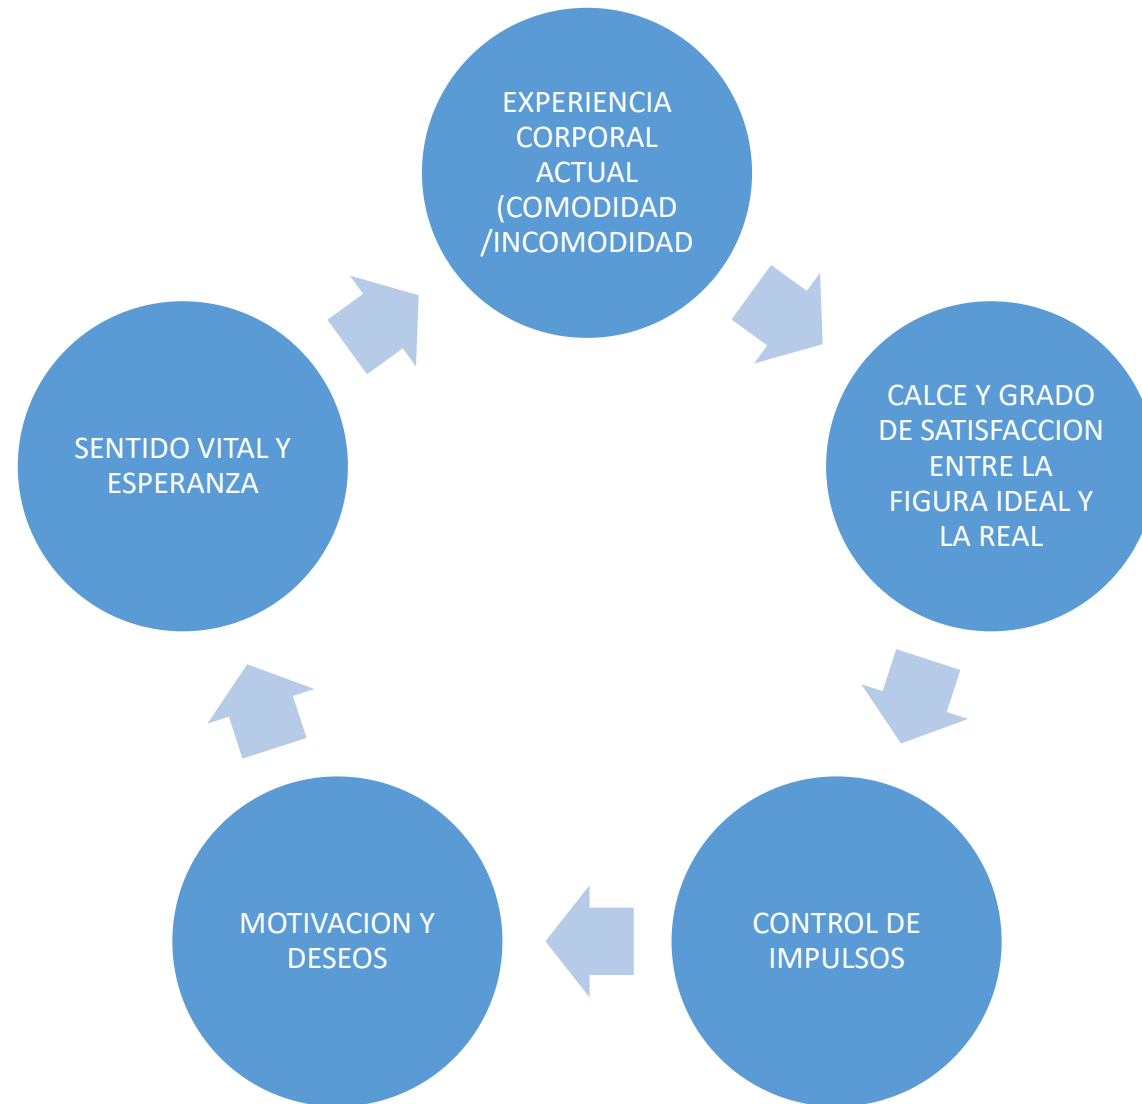 EXPERIENCIA
CORPORAL
ACTUAL
(COMODIDAD
/INCOMODIDAD
CALCE Y GRADO
DE SATISFACCION
ENTRE LA
FIGURA IDEAL Y
LA REAL
CONTROL DE
IMPULSOS
MOTIVACION Y
DESEOS
SENTIDO VITAL Y
ESPERANZA